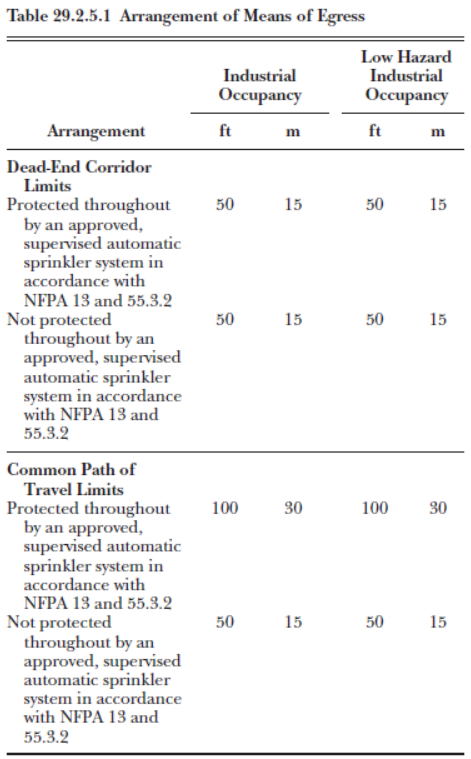 Table 29.2.5.1 Arrangement of Means of Egress
Low Hazard
Industrial Industrial
Occupancy Occupancy
Arrangement ft m ft m
Dead-End Corridor
Limits
Protected throughout 50 15 50 15
by an approved,
supervised automatic
sprinkler system in
accordance with
NFPA 13 and 55.3.2
Not protected 50 15 50 15
throughout by an
approved, supervised
automatic sprinkler
system in accordance
with NFPA 13 and
55.3.2
Common Path of
Travel Limits
Protected throughout 100 30 100 30
by an approved,
supervised automatic
sprinkler system in
accordance with
NFPA 13 and 55.3.2
Not protected 50 15 50 15
throughout by an
approved, supervised
automatic sprinkler
system in accordance
with NFPA 13 and
55.3.2